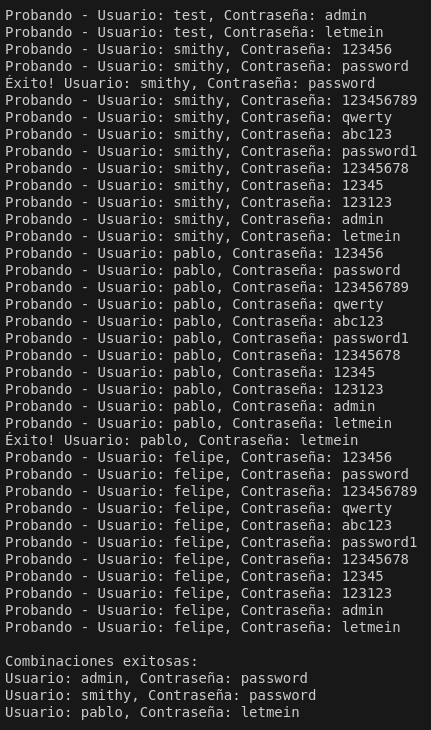 Probando - Usuario: test, Contraseña: admin
Probando - Usuario: test, Contraseña: letmein
Probando - Usuario: smithy, Contraseña: 123456
Probando - Usuario: smithy, Contraseña: password
Éxito! Usuario: smithy, Contraseña: password
Probando - Usuario: smithy, Contraseña: 123456789
Probando - Usuario: smithy, Contraseña: qwerty
Probando - Usuario: smithy, Contraseña: abc123
Probando - Usuario: smithy, Contraseña: password1
Probando - Usuario: smithy, Contraseña: 12345678
Probando - Usuario: smithy, Contraseña: 12345
Probando - Usuario: smithy, Contraseña: 123123
Probando - Usuario: smithy, Contraseña: admin
Probando - Usuario: smithy, Contraseña: letmein
Probando - Usuario: pablo, Contraseña: 123456
Probando - Usuario: pablo, Contraseña: password
Probando - Usuario: pablo, Contraseña: 123456789
Probando - Usuario: pablo, Contraseña: qwerty
Probando - Usuario: pablo, Contraseña: abc123
Probando - Usuario: pablo, Contraseña: password1
Probando - Usuario: pablo, Contraseña: 12345678
Probando - Usuario: pablo, Contraseña: 12345
Probando - Usuario: pablo, Contraseña: 123123
Probando - Usuario: pablo, Contraseña: admin
Probando - Usuario: pablo, Contraseña: letmein
Éxito! Usuario: pablo, Contraseña: letmein
Probando - Usuario: felipe, Contraseña: 123456
Probando - Usuario: felipe, Contraseña: password
Probando - Usuario: felipe, Contraseña: 123456789
Probando - Usuario: felipe, Contraseña: qwerty
Probando - Usuario: felipe, Contraseña: abc123
Probando - Usuario: felipe, Contraseña: password1
Probando - Usuario: felipe, Contraseña: 12345678
Probando - Usuario: felipe, Contraseña: 12345
Probando - Usuario: felipe, Contraseña: 123123
Probando - Usuario: felipe, Contraseña: admin
Probando - Usuario: felipe, Contraseña: letmein
Combinaciones exitosas:
Usuario: admin, Contraseña: password
Usuario: smithy, Contraseña: password
Usuario: pablo, Contraseña: letmein